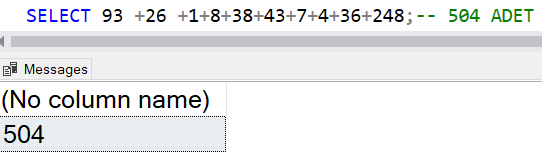 SELECT 93 +26 +1+8+38+43+7+4+36+248;-- 504 ADET
Messages
(No column name)
504